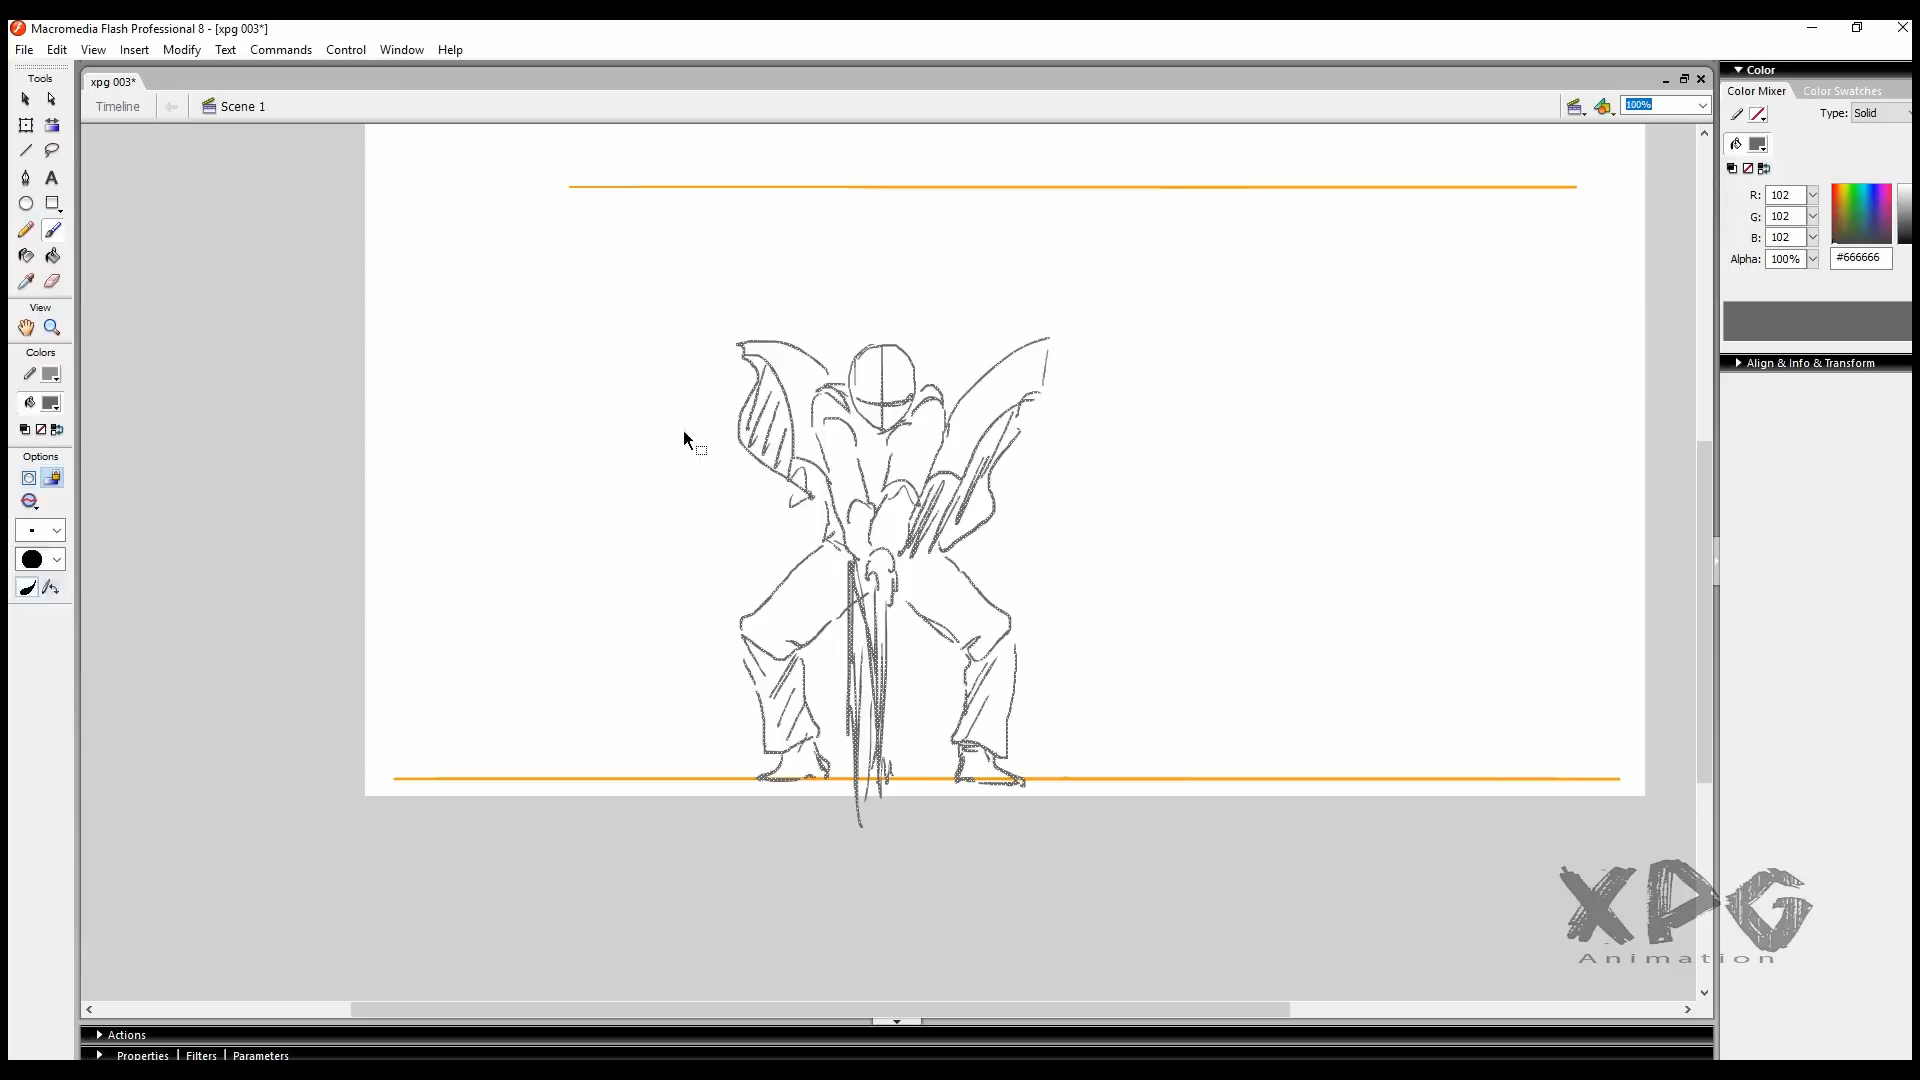 Macromedia Flash Professional 8 - [xpg 003*]
File Edit View Insert Modify Text Commands Control Window Help
Tools
xpg 003*
Timeline Scene 1
100%
View
Colors
Options
Color
Color Mixer Color Swatches
Type: Solid
R: 102
G: 102
B: 102
Alpha: 100% #666666
Align & Info & Transform
XPG
Animation
Actions
Properties Filters Parameters